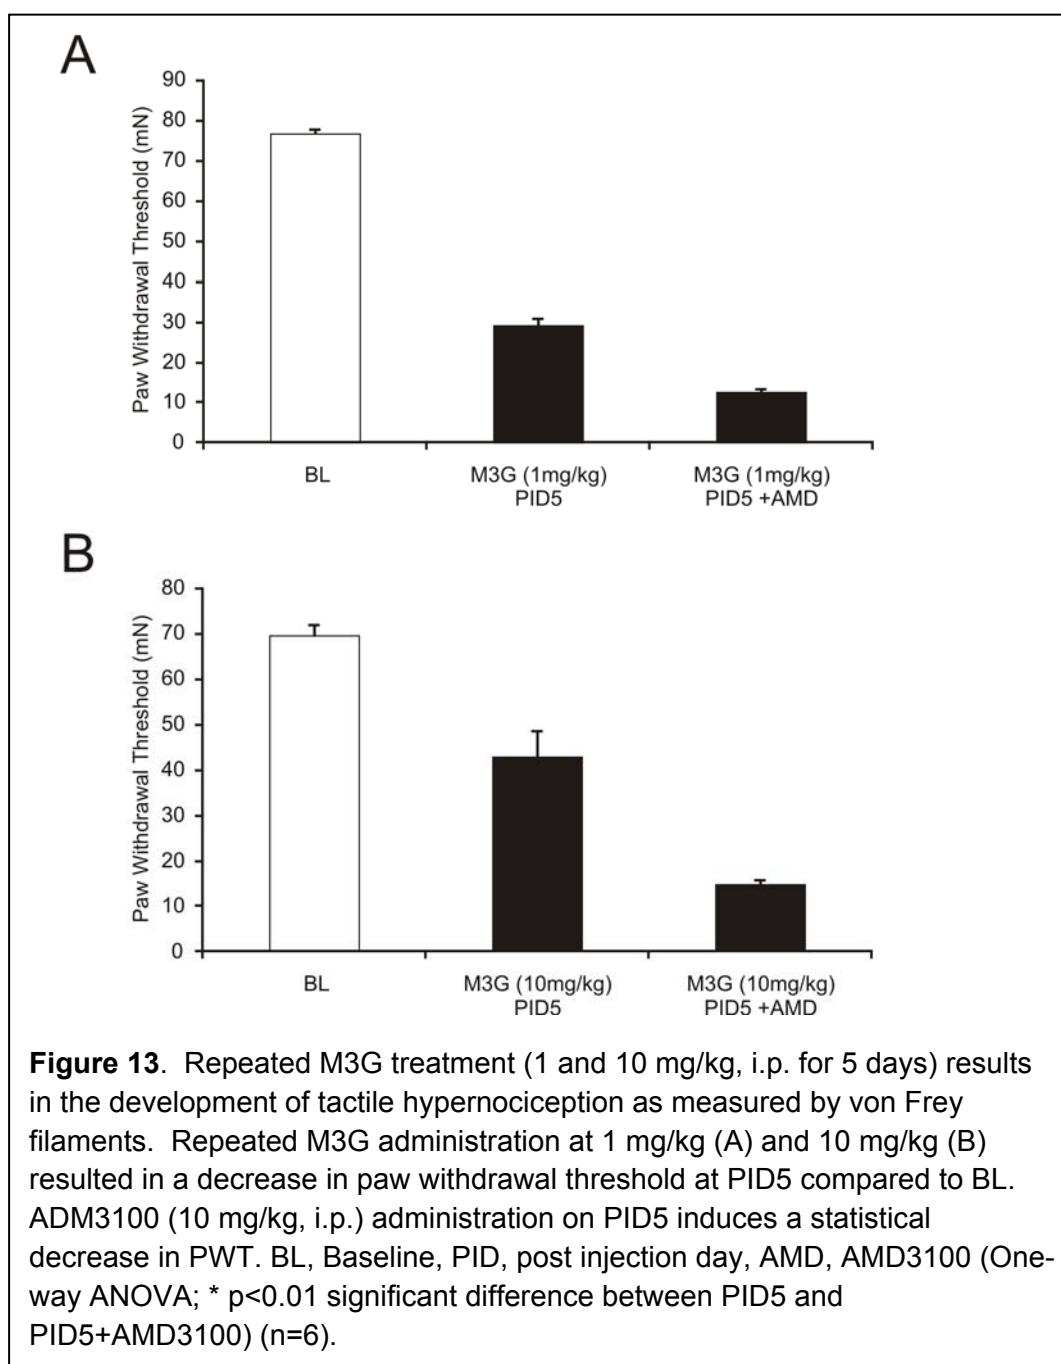 A
Paw Withdrawal Threshold (mN)
90
80
70
60
50
40
30
20
10
0
BL
M3G (1mg/kg)
PID5
M3G (1mg/kg)
PID5 +AMD
B
Paw Withdrawal Threshold (mN)
80
70
60
50
40
30
20
10
0
BL
M3G (10mg/kg)
PID5
M3G (10mg/kg)
PID5 +AMD
Figure 13.  Repeated M3G treatment (1 and 10 mg/kg, i.p. for 5 days) results
in the development of tactile hypernociception as measured by von Frey
filaments.  Repeated M3G administration at 1 mg/kg (A) and 10 mg/kg (B)
resulted in a decrease in paw withdrawal threshold at PID5 compared to BL.
ADM3100 (10 mg/kg, i.p.) administration on PID5 induces a statistical
decrease in PWT. BL, Baseline, PID, post injection day, AMD, AMD3100 (One-
way ANOVA; * p<0.01 significant difference between PID5 and
PID5+AMD3100) (n=6).